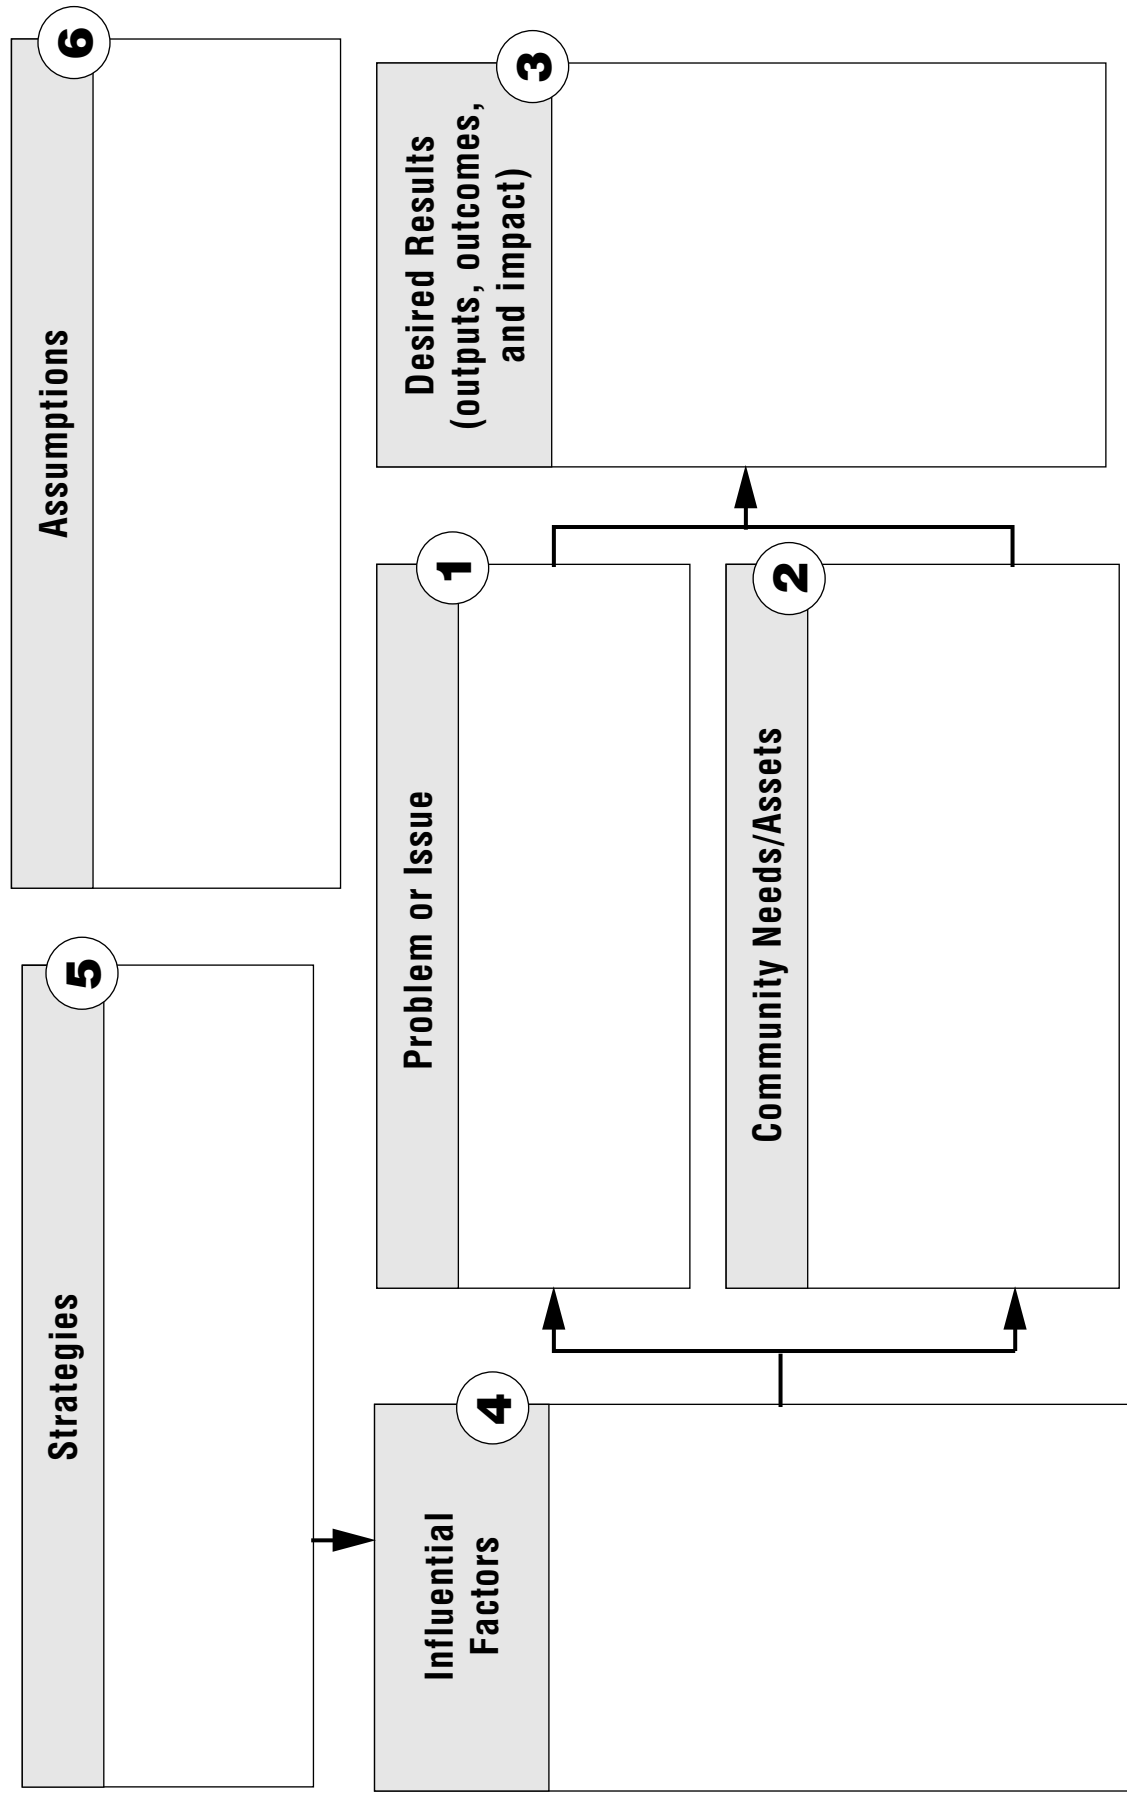 Strategies
5
Assumptions
6
Influential
Factors
4
Problem or Issue
1
Community Needs/Assets
2
Desired Results
(outputs, outcomes,
and impact)
3